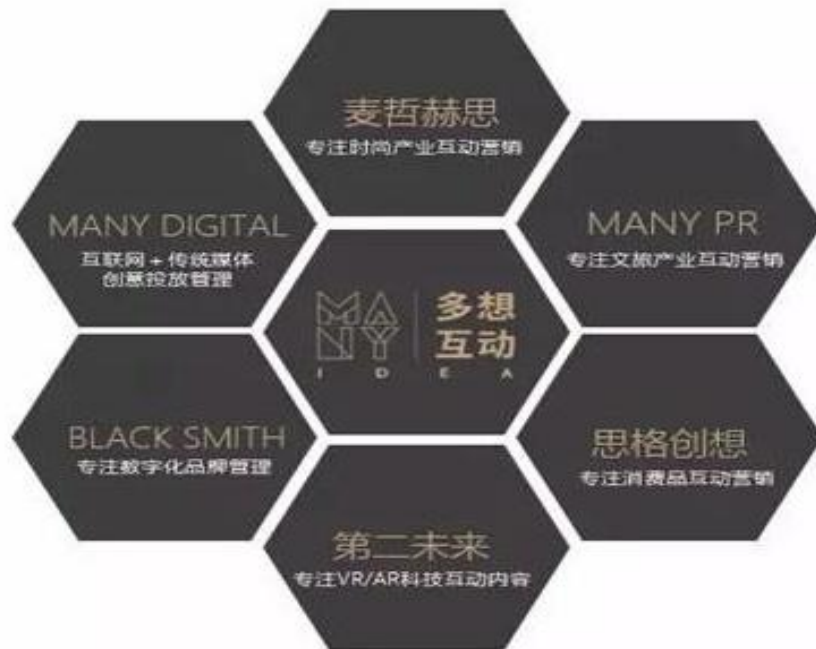 麦哲赫思
专注时尚产业互动营销
MANY DIGITAL
互联网+传统媒体
创意投放管理
MANY PR
专注文旅产业互动营销
MANY
IDEA
多想
互动
BLACK SMITH
专注数字化品牌管理
思格创想
专注消费品互动营销
第二未来
专注VR/AR科技互动内容